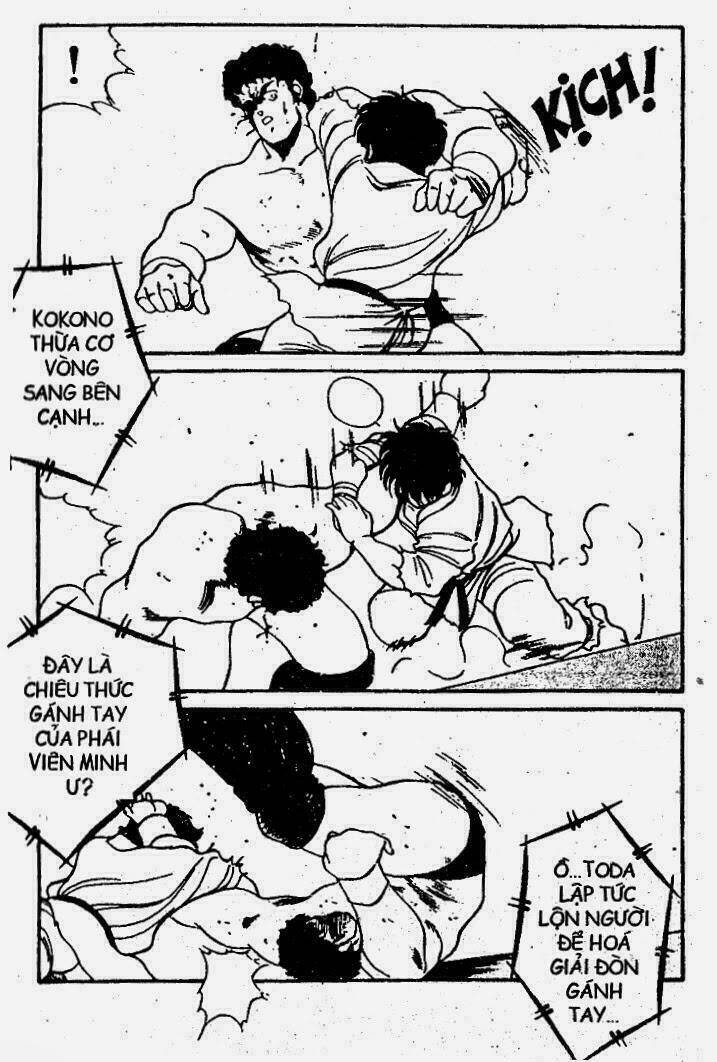 !
KỊCH!
KOKONO
THỪA CƠ
VÒNG
SANG BÊN
CẠNH...
ĐÂY LÀ
CHIÊU THỨC
GÁNH TAY
CỦA PHÁI
VIÊN MINH
Ư?
Ô...TODA
LẬP TỨC
LỘN NGƯỜI
ĐỂ HOÁ
GIẢI ĐÒN
GÁNH
TAY...